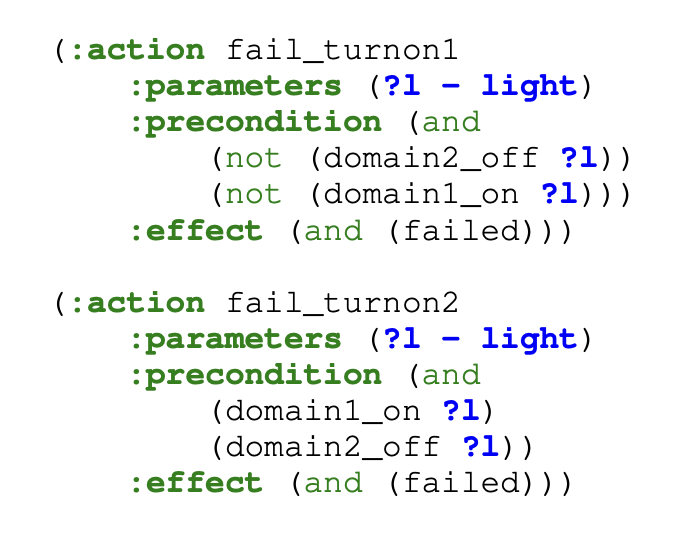 (:action fail_turnon1
    :parameters (?l – light)
    :precondition (and
        (not (domain2_off ?l))
        (not (domain1_on ?l)))
    :effect (and (failed)))

(:action fail_turnon2
    :parameters (?l – light)
    :precondition (and
        (domain1_on ?l)
        (domain2_off ?l))
    :effect (and (failed)))